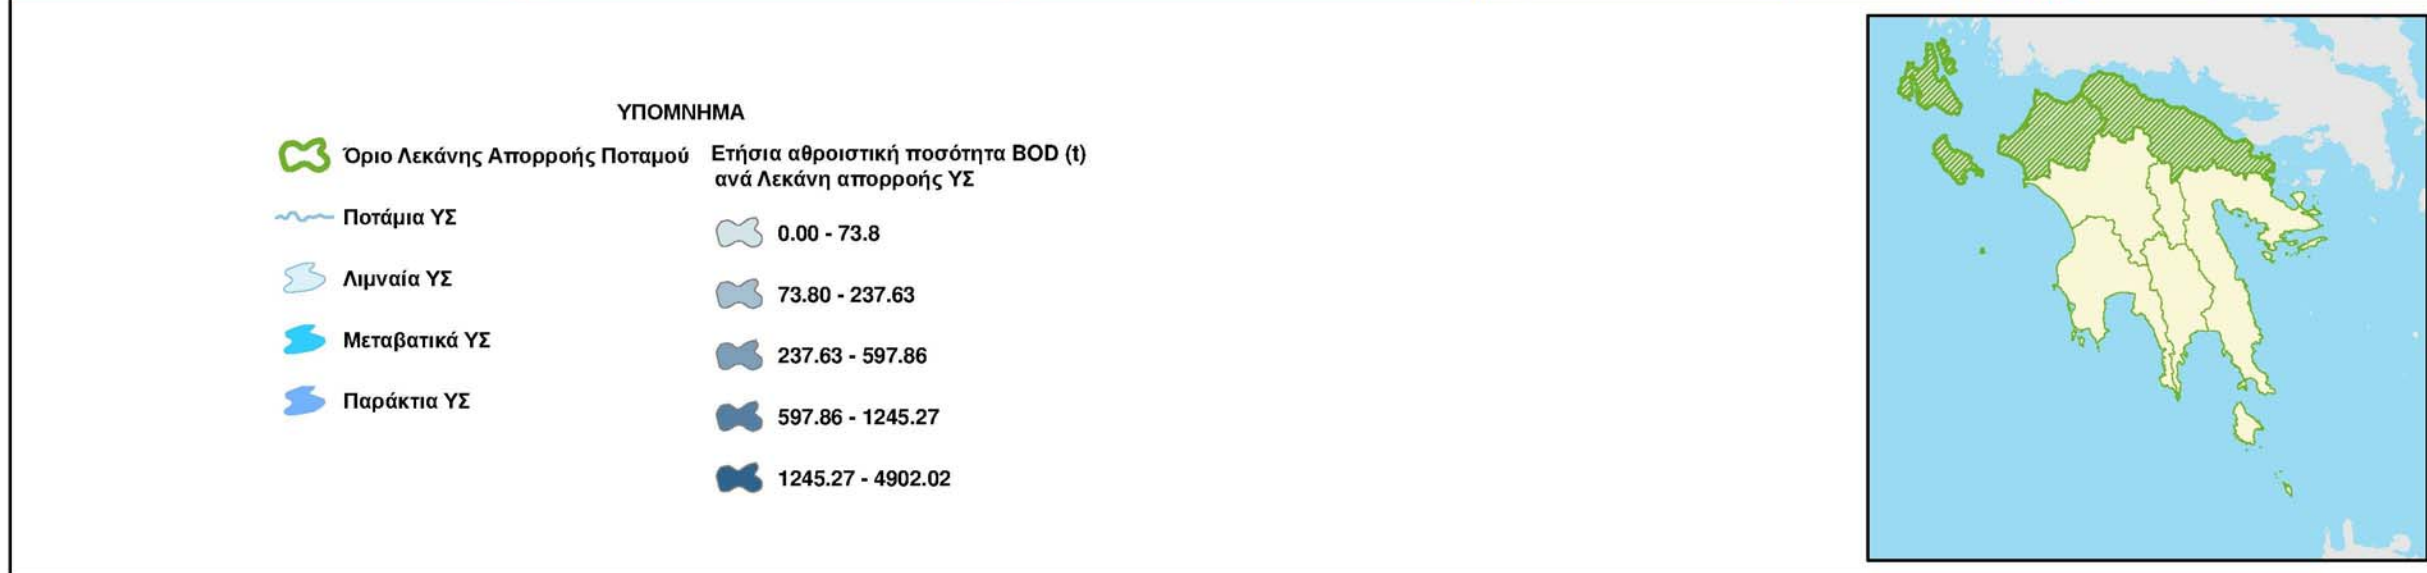 ΥΠΟΜΝΗΜΑ
Όριο Λεκάνης Απορροής Ποταμού
Ποτάμια ΥΣ
Λιμναία ΥΣ
Μεταβατικά ΥΣ
Παράκτια ΥΣ
Ετήσια αθροιστική ποσότητα BOD (t)
ανά Λεκάνη απορροής ΥΣ
0.00 - 73.8
73.80 - 237.63
237.63 - 597.86
597.86 - 1245.27
1245.27 - 4902.02